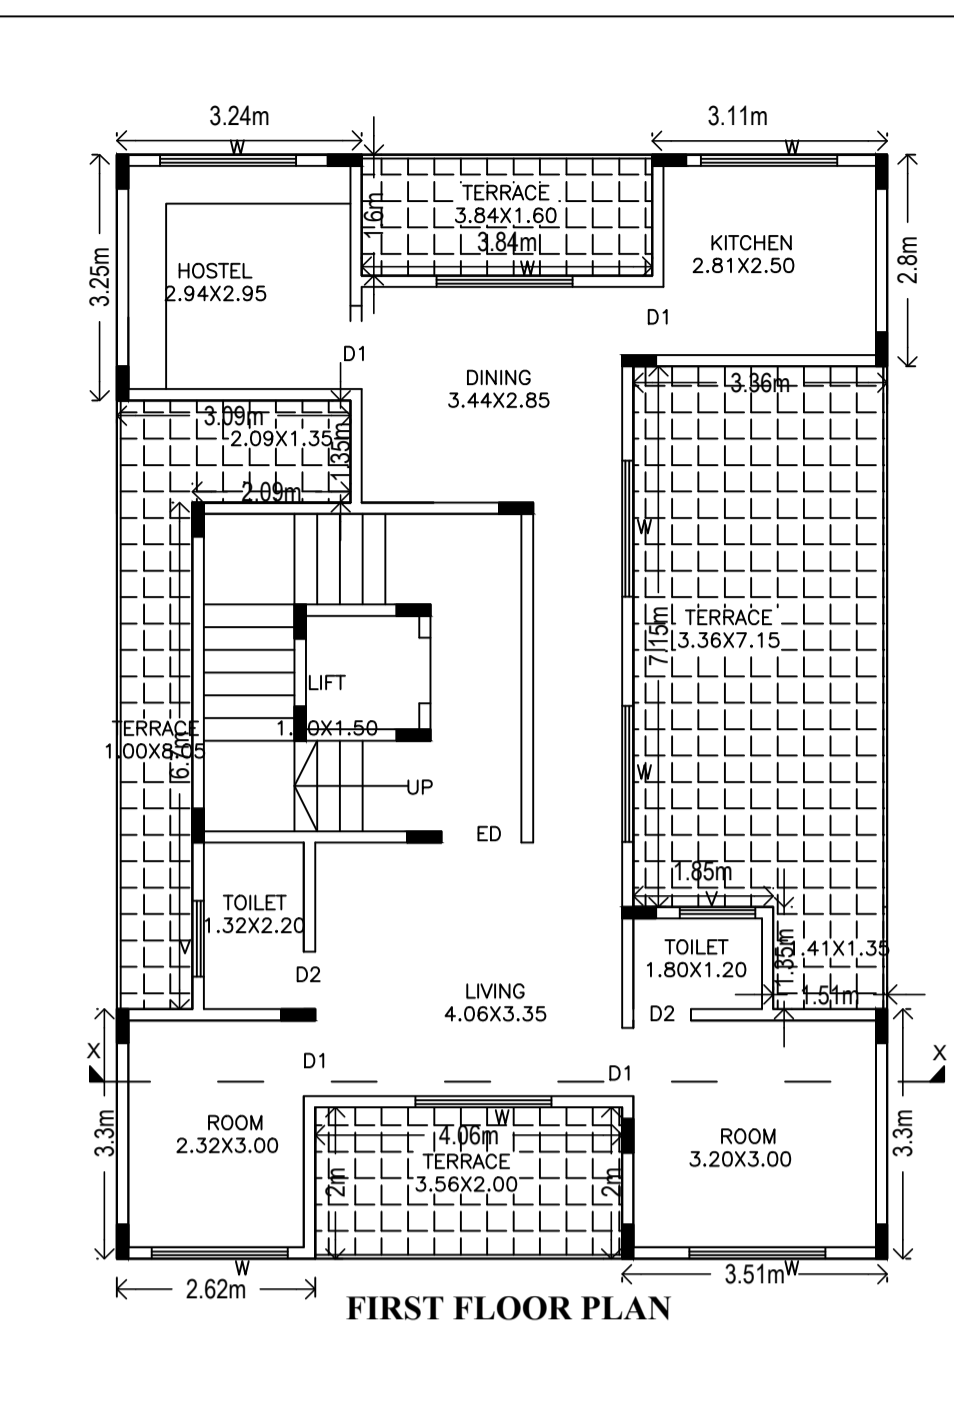 3.24m
3.11m
W
W
TERRACE
3.84X1.60
1.6m
3.84m
W
KITCHEN
2.81X2.50
2.8m
3.25m
HOSTEL
2.94X2.95
D1
D1
DINING
3.44X2.85
3.36m
3.09m
2.09X1.35
1.35m
2.09m
W
TERRACE
3.36X7.15
7.15m
LIFT
TERRACE
1.00X8.05
6.7m
W
UP
ED
1.85m
V
TOILET
1.32X2.20
V
TOILET
1.80X1.20
1.41X1.35
1.35m
D2
LIVING
4.06X3.35
1.51m
D2
X
X
D1
D1
3.3m
ROOM
2.32X3.00
W
4.06m
TERRACE
3.56X2.00
2m
2m
ROOM
3.20X3.00
3.3m
W
W
2.62m
3.51m
FIRST FLOOR PLAN